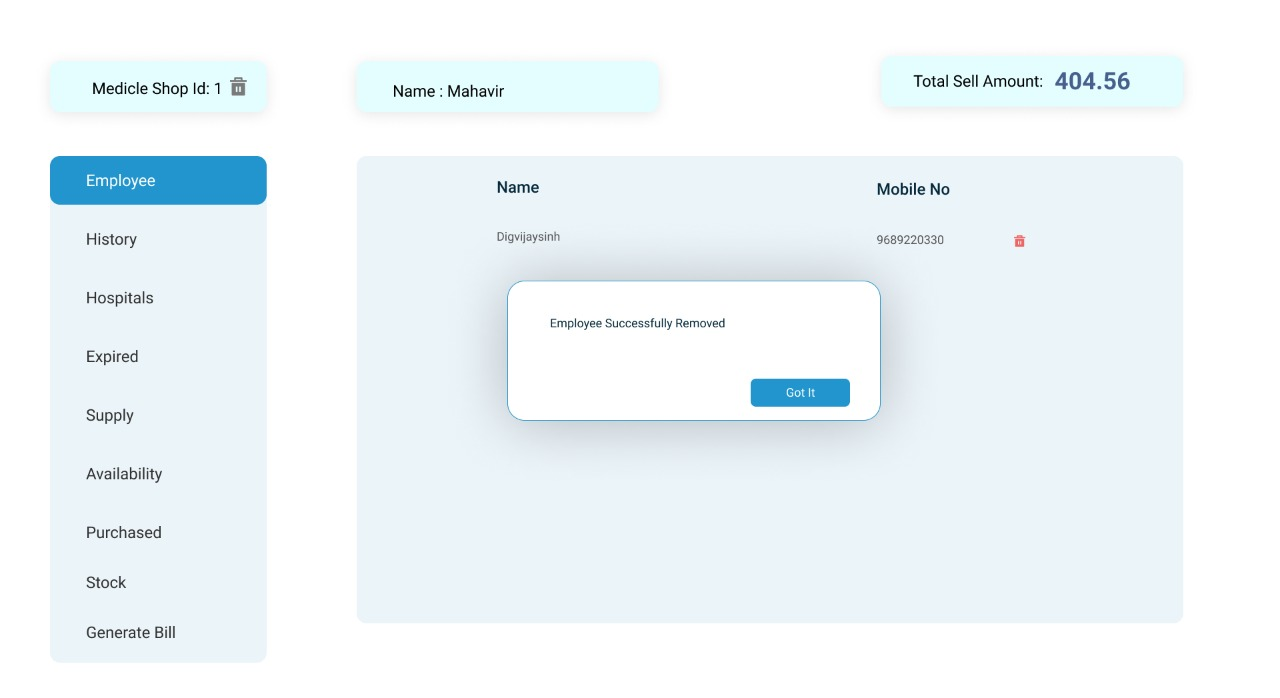 Medicle Shop Id: 1
Name : Mahavir
Total Sell Amount: 404.56
Employee
History
Hospitals
Expired
Supply
Availability
Purchased
Stock
Generate Bill
Name Mobile No
Digvijaysinh 9689220330
Employee Successfully Removed
Got It